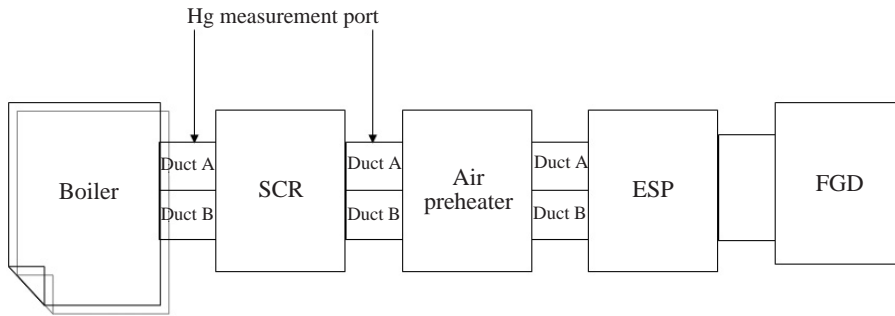 Hg measurement port
Boiler
Duct A
Duct B
SCR
Duct A
Duct B
Air
preheater
Duct A
Duct B
ESP
FGD